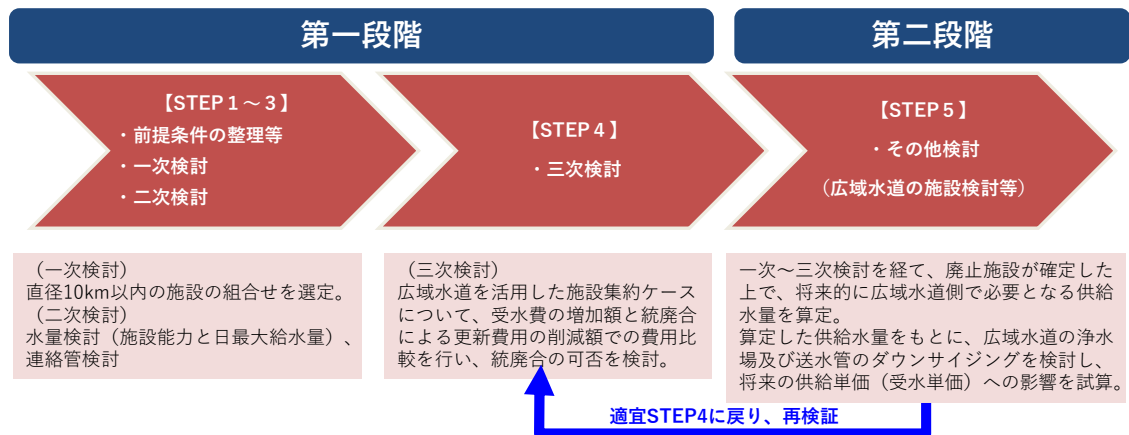 第一段階
【STEP１～３】
・前提条件の整理等
・一次検討
・二次検討
【STEP４】
・三次検討
第二段階
【STEP５】
・その他検討
（広域水道の施設検討等）
（一次検討）
直径10km以内の施設の組合せを選定。
（二次検討）
水量検討（施設能力と日最大給水量）、
連絡管検討
（三次検討）
広域水道を活用した施設集約ケース
について、受水費の増加額と統廃合
による更新費用の削減額での費用比
較を行い、統廃合の可否を検討。
一次～三次検討を経て、廃止施設が確定した
上で、将来的に広域水道側で必要となる供給
水量を算定。
算定した供給水量をもとに、広域水道の浄水
場及び送水管のダウンサイジングを検討し、
将来の供給単価（受水単価）への影響を試算。
適宜STEP4に戻り、再検証